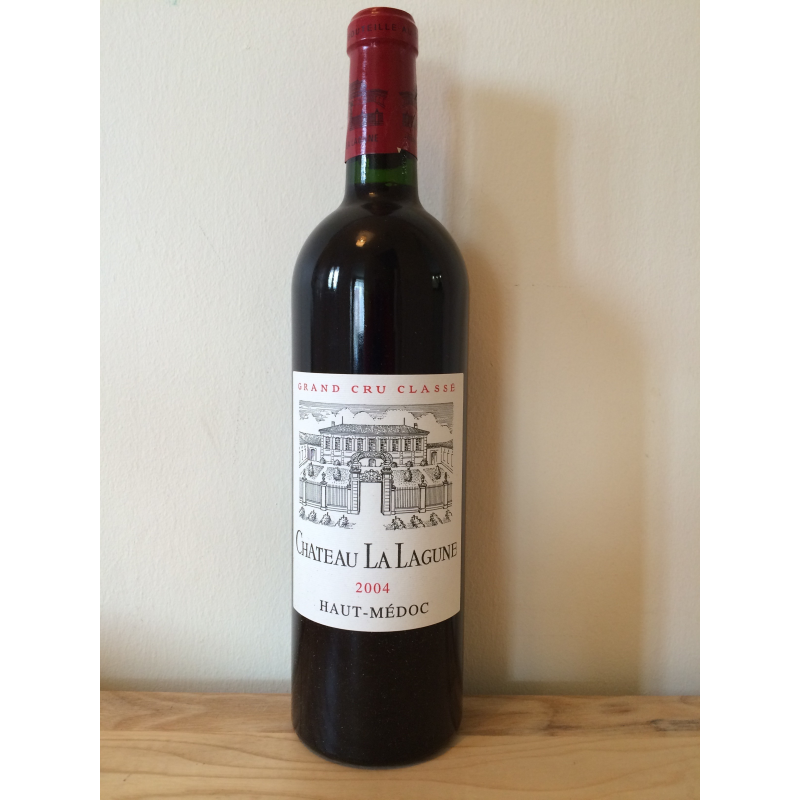 GRAND CRU CLASSÉ
CHATEAU LA LAGUNE
2004
HAUT-MÉDOC